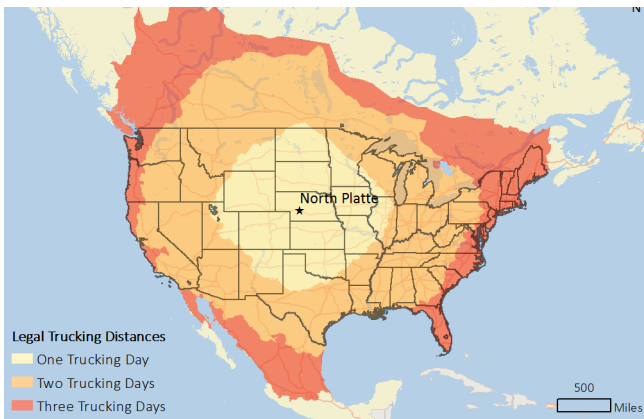 N
North Platte
Legal Trucking Distances
One Trucking Day
Two Trucking Days
Three Trucking Days
500
Miles